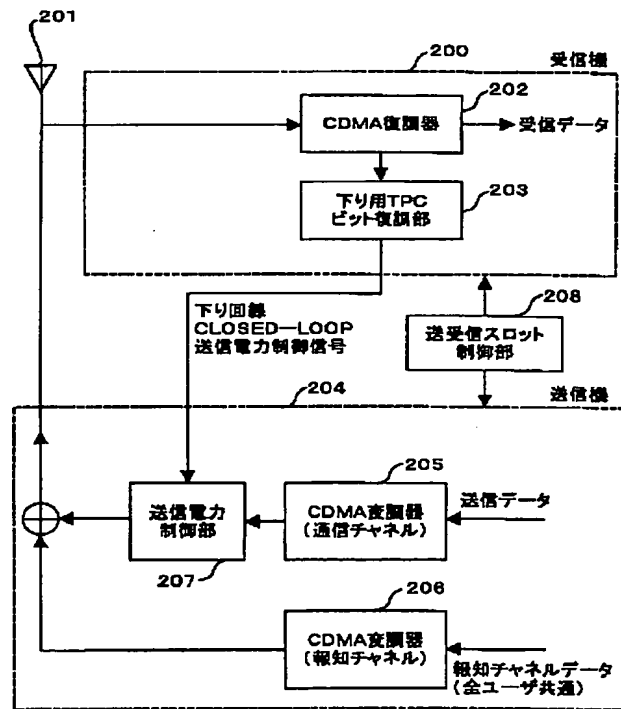 201
200
受信機
202
CDMA復調器
受信データ
203
下り用TPC
ビット復調部
下り回線
CLOSED—LOOP
送信電力制御信号
208
送受信スロット
制御部
204
送信機
205
送信電力
制御部
CDMA変調器
(通信チャネル)
送信データ
207
206
CDMA変調器
(報知チャネル)
報知チャネルデータ
(全ユーザ共通)